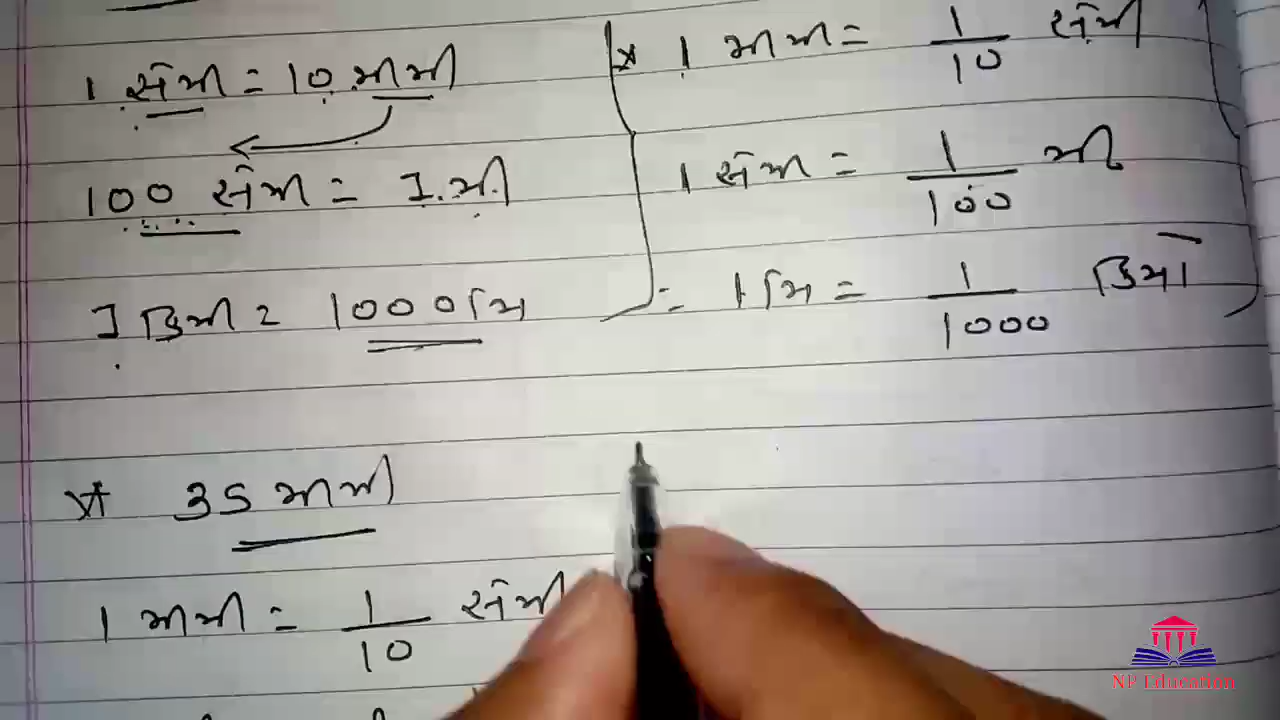 1 સેમી = 10 મીમી
100 સેમી = 1 મી
1 કિમી = 1000 મિ
* 1 મીમી = 1/10 સેમી
1 સેમી = 1/100 મી
= 1 મિ = 1/1000 કિમી
* 35 મીમી
1 મીમી = 1/10 સેમી
NP Education